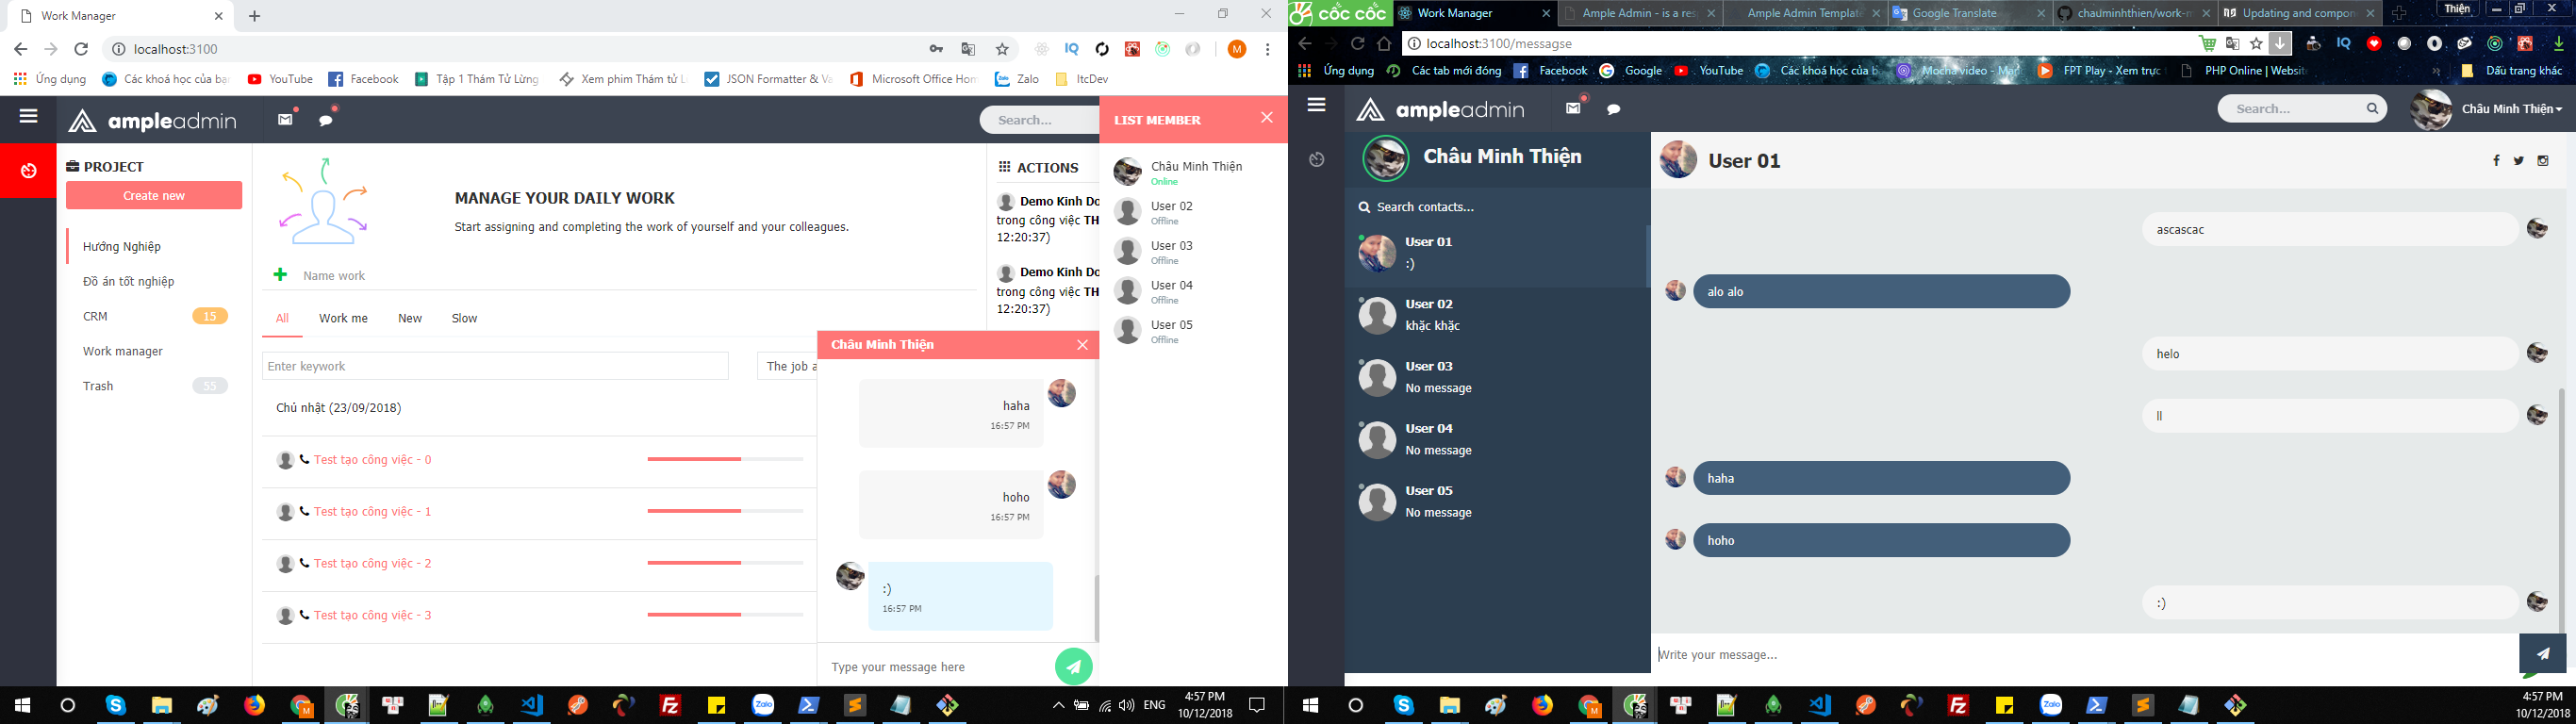 Work Manager
localhost:3100
Ứng dụng
Các khoá học của bạn
YouTube
Facebook
Tập 1 Thám Tử Lừng
Xem phim Thám tử L
JSON Formatter & Va
Microsoft Office Hom
Zalo
ItcDev
ampleadmin
Search...
PROJECT
Create new
Hướng Nghiệp
Đồ án tốt nghiệp
CRM 15
Work manager
Trash 55
MANAGE YOUR DAILY WORK
Start assigning and completing the work of yourself and your colleagues.
Name work
All Work me New Slow
Enter keyword
The job a
Chủ nhật (23/09/2018)
Test tạo công việc - 0
Test tạo công việc - 1
Test tạo công việc - 2
Test tạo công việc - 3
ACTIONS
Demo Kinh Do
trong công việc TH
12:20:37)
Demo Kinh Do
trong công việc TH
12:20:37)
Châu Minh Thiện
haha
16:57 PM
hoho
16:57 PM
:)
16:57 PM
Type your message here
LIST MEMBER
Châu Minh Thiện
Online
User 02
Offline
User 03
Offline
User 04
Offline
User 05
Offline
ENG
4:57 PM
10/12/2018
cốc cốc
Work Manager
Ample Admin - is a res
Ample Admin Template
Google Translate
chauminhthien/work-m
Updating and compon
Thiện
localhost:3100/messagse
Ứng dụng
Các tab mới đóng
Facebook
Google
YouTube
Các khoá học của b
Mocha video - Mạn
FPT Play - Xem trực
PHP Online | Website
Dấu trang khác
ampleadmin
Search...
Châu Minh Thiện
Châu Minh Thiện
Search contacts...
User 01
:)
User 02
khặc khặc
User 03
No message
User 04
No message
User 05
No message
User 01
ascascac
alo alo
helo
ll
haha
hoho
:)
Write your message...
Zalo
4:57 PM
10/12/2018